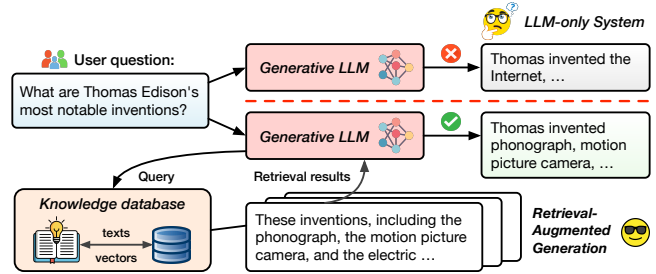 User question:
What are Thomas Edison's
most notable inventions?
Generative LLM
? ?
LLM-only System
Thomas invented the
Internet, …
Generative LLM
Thomas invented
phonograph, motion
picture camera, …
Query
Retrieval results
Knowledge database
texts
vectors
These inventions, including the
phonograph, the motion picture
camera, and the electric …
Retrieval-
Augmented
Generation